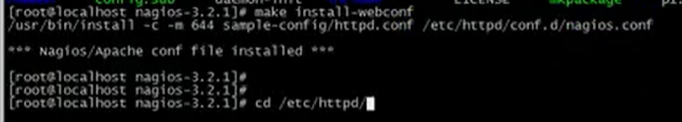 LICENSE
[root@localhost nagios-3.2.1]# make install-webconf
/usr/bin/install -c -m 644 sample-config/httpd.conf /etc/httpd/conf.d/nagios.conf
*** Nagios/Apache conf file installed ***
[root@localhost nagios-3.2.1]#
[root@localhost nagios-3.2.1]#
[root@localhost nagios-3.2.1]# cd /etc/httpd/